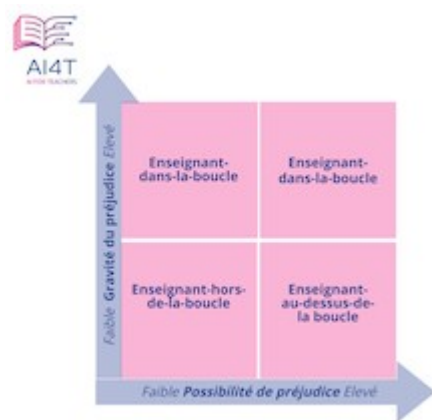 AI4T
AI FOR TEACHERS
Faible Gravité du préjudice Elevé
Enseignant-
dans-la-boucle
Enseignant-
dans-la-boucle
Enseignant-hors-
de-la-boucle
Enseignant-
au-dessus-de-
la boucle
Faible Possibilité de préjudice Elevé